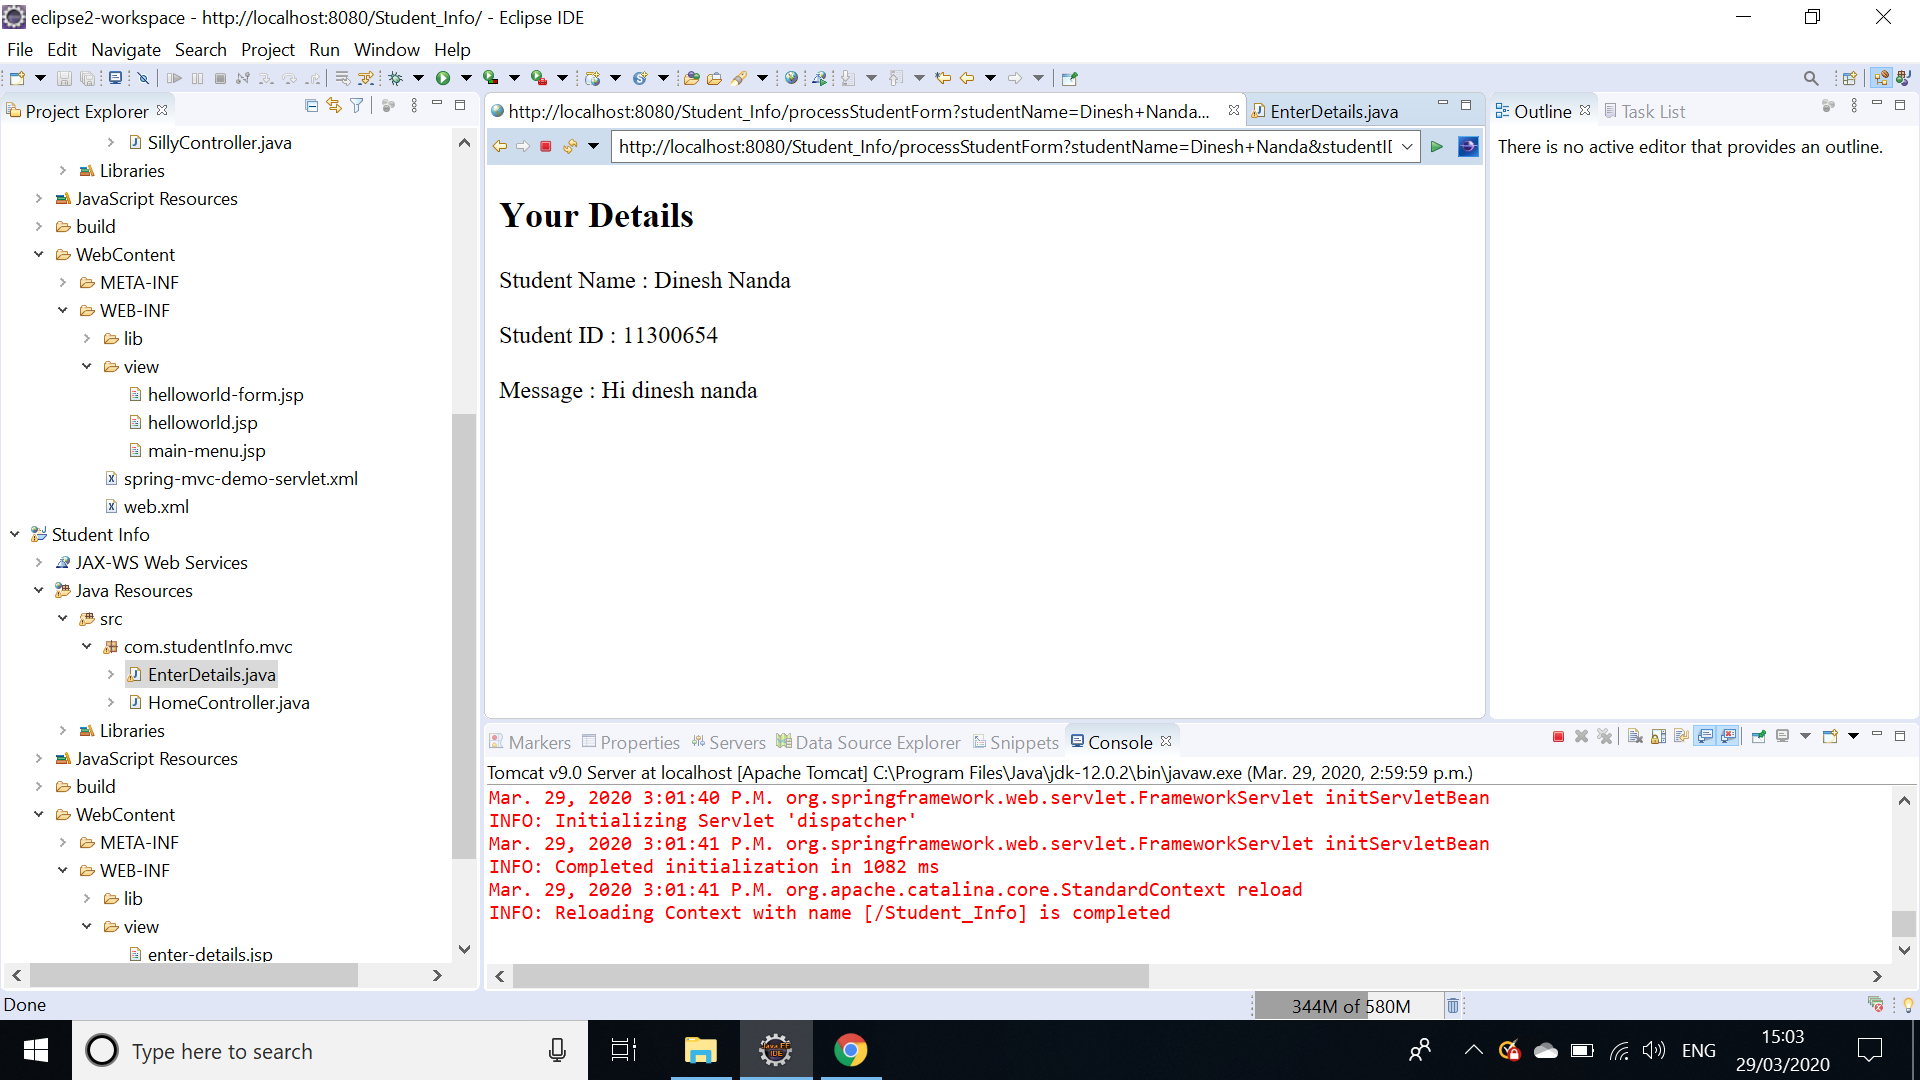 eclipse2-workspace - http://localhost:8080/Student_Info/ - Eclipse IDE
File Edit Navigate Search Project Run Window Help
Project Explorer
SillyController.java
Libraries
JavaScript Resources
build
WebContent
META-INF
WEB-INF
lib
view
helloworld-form.jsp
helloworld.jsp
main-menu.jsp
spring-mvc-demo-servlet.xml
web.xml
Student Info
JAX-WS Web Services
Java Resources
src
com.studentInfo.mvc
EnterDetails.java
HomeController.java
Libraries
JavaScript Resources
build
WebContent
META-INF
WEB-INF
lib
view
enter-details.jsp
http://localhost:8080/Student_Info/processStudentForm?studentName=Dinesh+Nanda...
EnterDetails.java
http://localhost:8080/Student_Info/processStudentForm?studentName=Dinesh+Nanda&studentI
Your Details
Student Name : Dinesh Nanda
Student ID : 11300654
Message : Hi dinesh nanda
Outline
Task List
There is no active editor that provides an outline.
Markers Properties Servers Data Source Explorer Snippets Console
Tomcat v9.0 Server at localhost [Apache Tomcat] C:\Program Files\Java\jdk-12.0.2\bin\javaw.exe (Mar. 29, 2020, 2:59:59 p.m.)
Mar. 29, 2020 3:01:40 P.M. org.springframework.web.servlet.FrameworkServlet initServletBean
INFO: Initializing Servlet 'dispatcher'
Mar. 29, 2020 3:01:41 P.M. org.springframework.web.servlet.FrameworkServlet initServletBean
INFO: Completed initialization in 1082 ms
Mar. 29, 2020 3:01:41 P.M. org.apache.catalina.core.StandardContext reload
INFO: Reloading Context with name [/Student_Info] is completed
Done
344M of 580M
Type here to search
ENG
15:03
29/03/2020